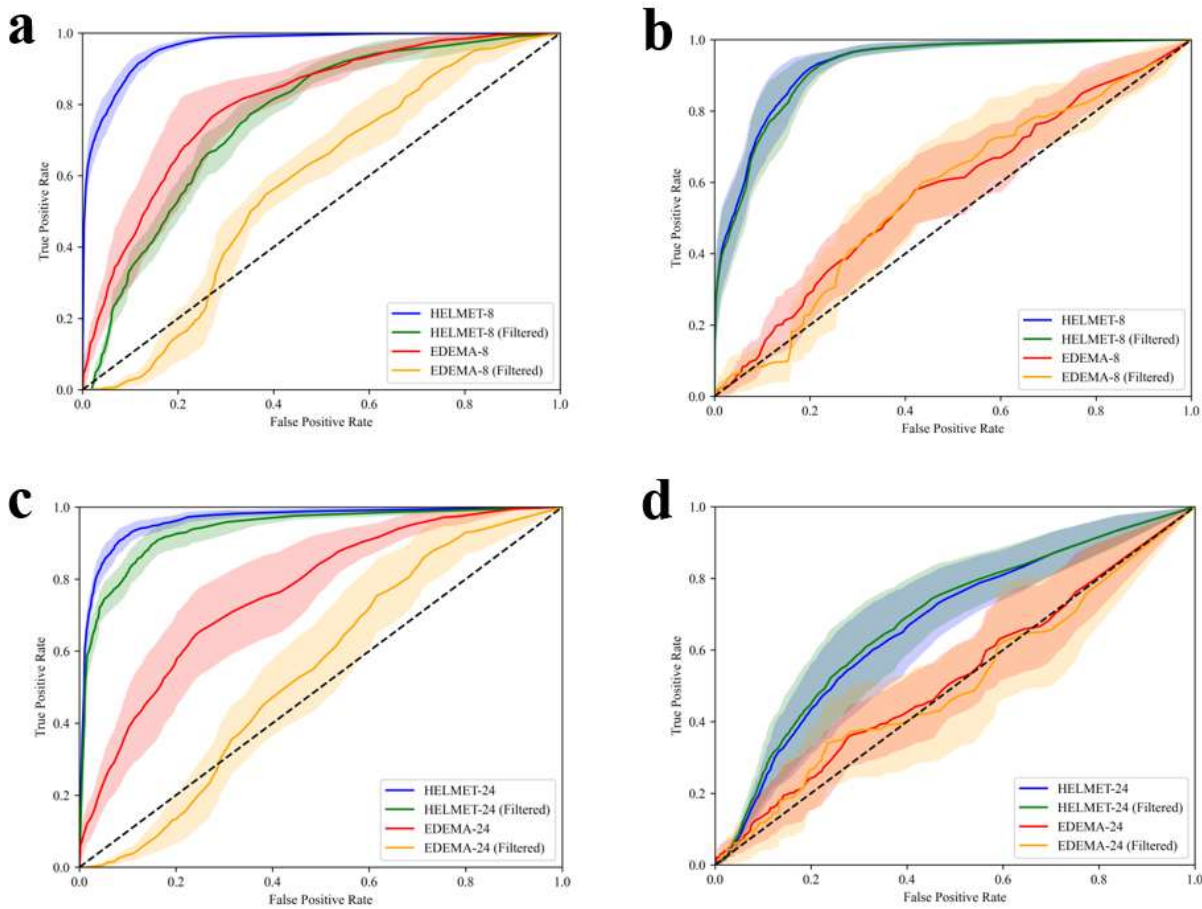 a
1.0
0.8
0.6
0.4
0.2
0.0
True Positive Rate
HELMET-8
HELMET-8 (Filtered)
EDEMA-8
EDEMA-8 (Filtered)
0.0 0.2 0.4 0.6 0.8 1.0
False Positive Rate
b
1.0
0.8
0.6
0.4
0.2
0.0
True Positive Rate
HELMET-8
HELMET-8 (Filtered)
EDEMA-8
EDEMA-8 (Filtered)
0.0 0.2 0.4 0.6 0.8 1.0
False Positive Rate
c
1.0
0.8
0.6
0.4
0.2
0.0
True Positive Rate
HELMET-24
HELMET-24 (Filtered)
EDEMA-24
EDEMA-24 (Filtered)
0.0 0.2 0.4 0.6 0.8 1.0
False Positive Rate
d
1.0
0.8
0.6
0.4
0.2
0.0
True Positive Rate
HELMET-24
HELMET-24 (Filtered)
EDEMA-24
EDEMA-24 (Filtered)
0.0 0.2 0.4 0.6 0.8 1.0
False Positive Rate